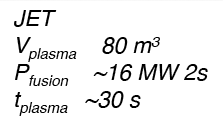 JET
Vplasma 80 m³
Pfusion ~16 MW 2s
tplasma ~30 s